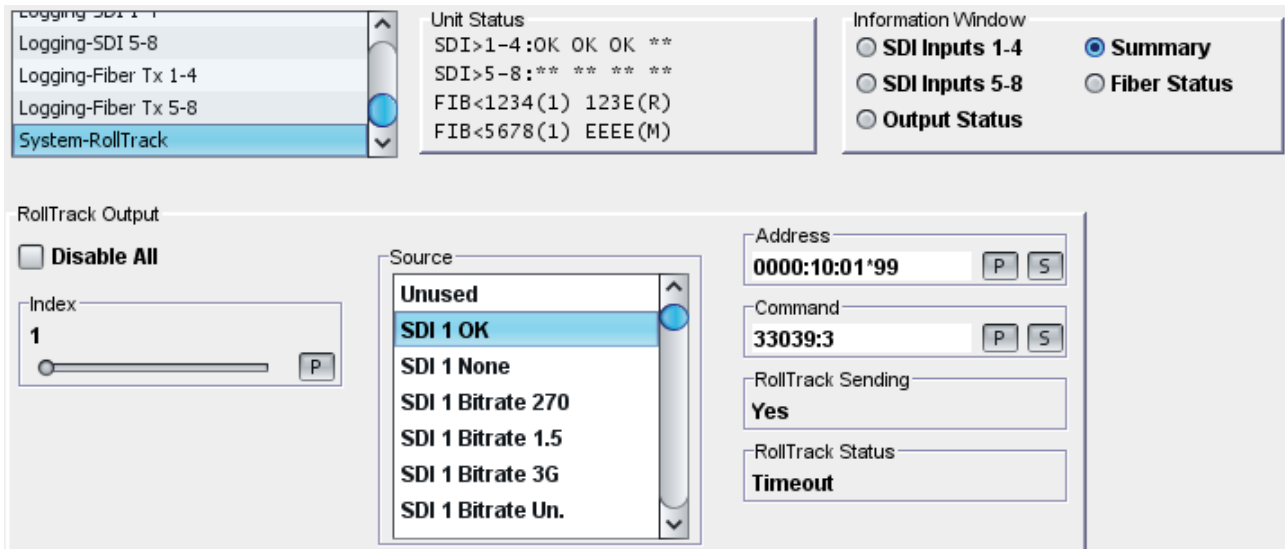 Logging-SDI 1-4
Logging-SDI 5-8
Logging-Fiber Tx 1-4
Logging-Fiber Tx 5-8
System-RollTrack
Unit Status
SDI>1-4:OK OK OK **
SDI>5-8:** ** ** **
FIB<1234(1) 123E(R)
FIB<5678(1) EEEE(M)
Information Window
SDI Inputs 1-4
Summary
SDI Inputs 5-8
Fiber Status
Output Status
RollTrack Output
Disable All
Index
1
P
Source
Unused
SDI 1 OK
SDI 1 None
SDI 1 Bitrate 270
SDI 1 Bitrate 1.5
SDI 1 Bitrate 3G
SDI 1 Bitrate Un.
Address
0000:10:01*99
P
S
Command
33039:3
P
S
RollTrack Sending
Yes
RollTrack Status
Timeout